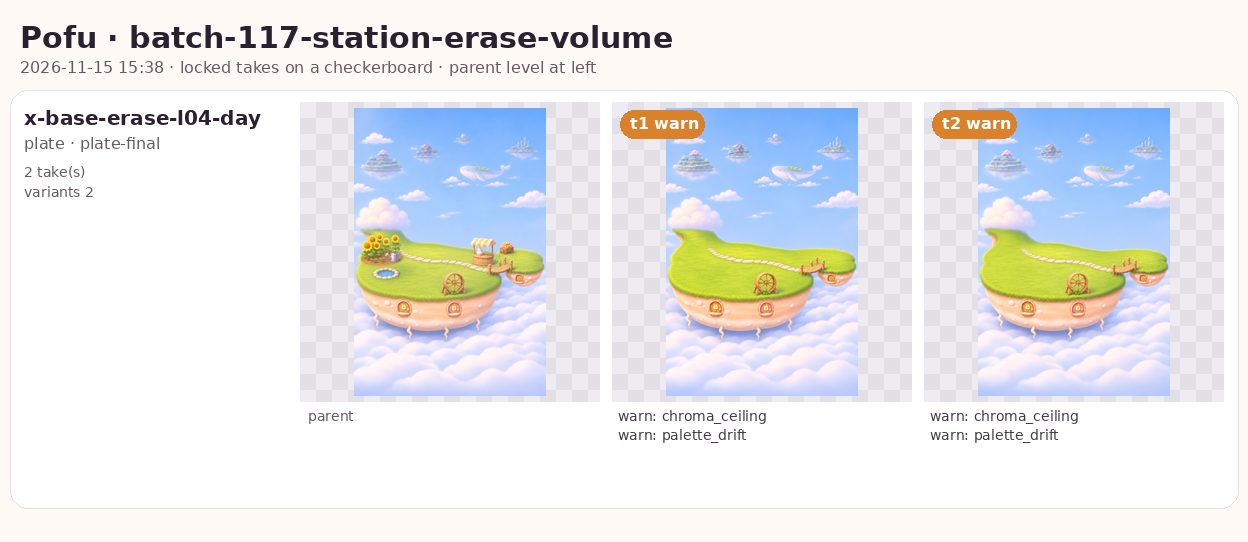 Pofu · batch-117-station-erase-volume
2026-11-15 15:38 · locked takes on a checkerboard · parent level at left
x-base-erase-l04-day
plate · plate-final
2 take(s)
variants 2
t1 warn
t2 warn
parent
warn: chroma_ceiling
warn: palette_drift
warn: chroma_ceiling
warn: palette_drift